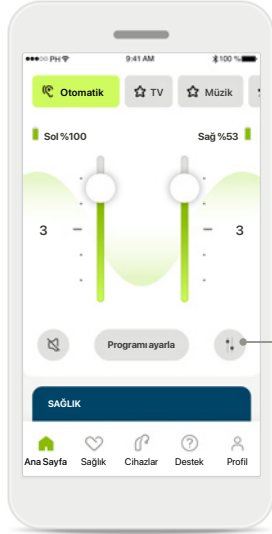 PH
9:41 AM
100 %
Otomatik
TV
Müzik
Sol %100
Sağ %53
3
3
Programı ayarla
SAĞLIK
Ana Sayfa
Sağlık
Cihazlar
Destek
Profil